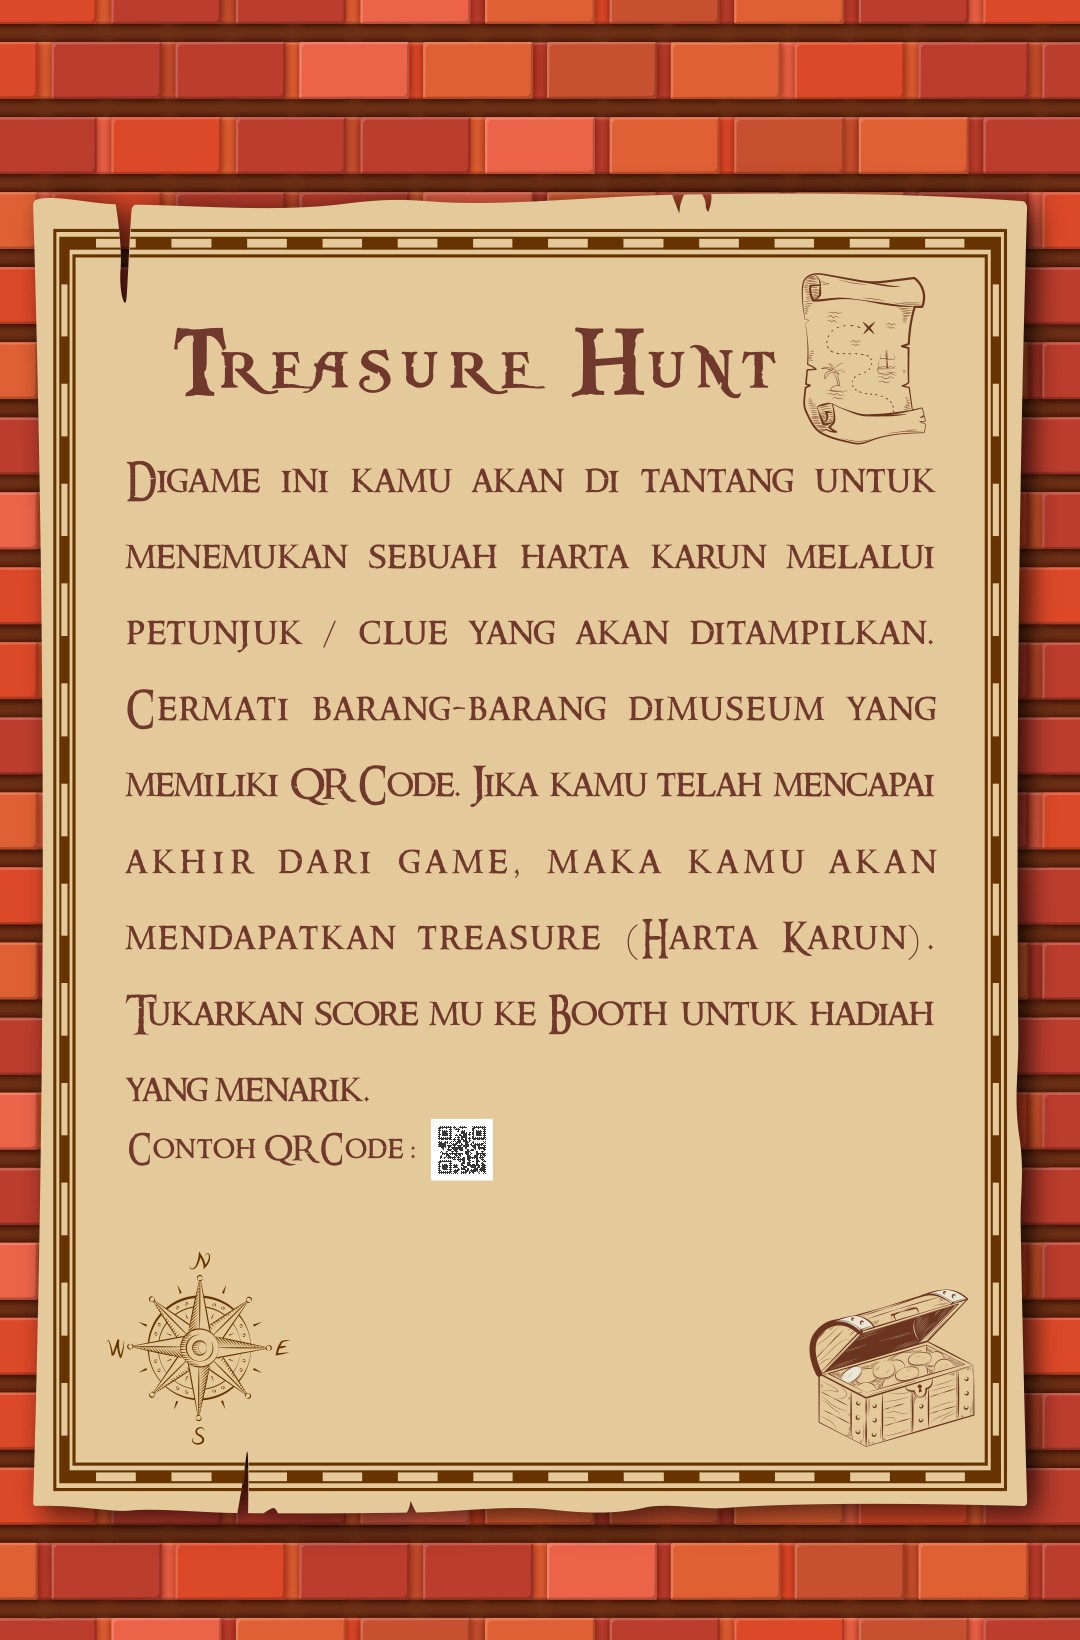 Treasure Hunt
Digame ini kamu akan di tantang untuk
menemukan sebuah harta karun melalui
petunjuk / clue yang akan ditampilkan.
Cermati barang-barang dimuseum yang
memiliki QR Code. Jika kamu telah mencapai
akhir dari game, maka kamu akan
mendapatkan treasure (Harta Karun).
Tukarkan score mu ke Booth untuk hadiah
yang menarik.
Contoh QR Code :
N
W E
S